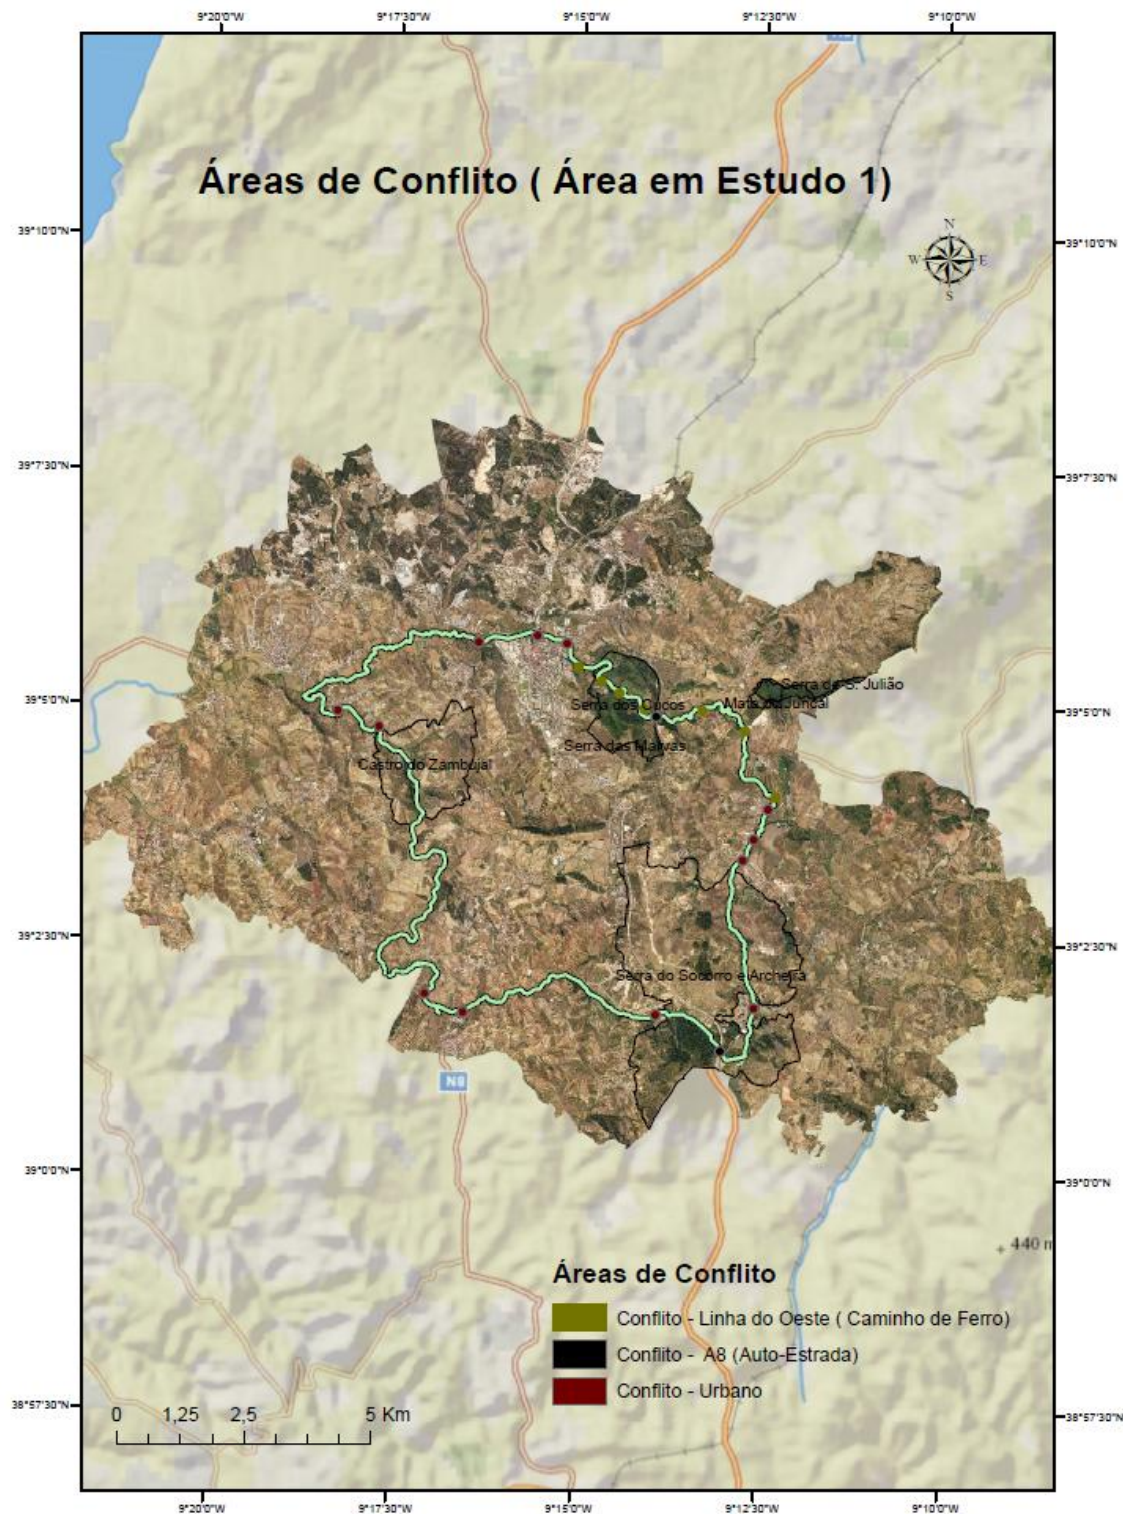 9°20'0"W 9°17'30"W 9°15'0"W 9°12'30"W 9°10'0"W
Áreas de Conflito ( Área em Estudo 1)
39°10'0"N
39°10'0"N
N
W E
S
39°7'30"N
39°7'30"N
39°5'0"N
39°5'0"N
Serra de S. Julião
Serra dos Cucos
Mata do Juncal
Serra das Maivas
Castro do Zambujal
39°2'30"N
39°2'30"N
Serra do Socorro e Archeira
N8
39°0'0"N
39°0'0"N
440 m
Áreas de Conflito
Conflito - Linha do Oeste ( Caminho de Ferro)
Conflito - A8 (Auto-Estrada)
Conflito - Urbano
38°57'30"N
38°57'30"N
0 1,25 2,5 5 Km
9°20'0"W 9°17'30"W 9°15'0"W 9°12'30"W 9°10'0"W